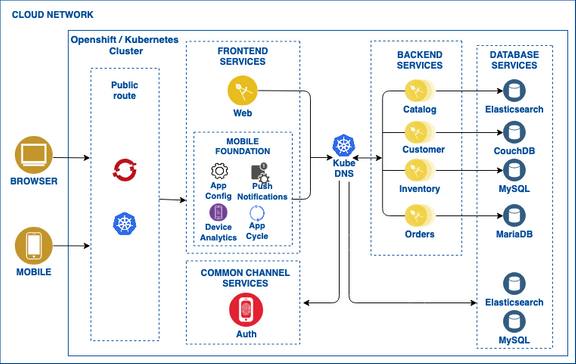 CLOUD NETWORK
Openshift / Kubernetes
Cluster
Public
route
BROWSER
MOBILE
FRONTEND
SERVICES
Web
MOBILE
FOUNDATION
App
Config
Push
Notifications
Device
Analytics
App
Cycle
COMMON CHANNEL
SERVICES
Auth
Kube
DNS
BACKEND
SERVICES
Catalog
Customer
Inventory
Orders
DATABASE
SERVICES
Elasticsearch
CouchDB
MySQL
MariaDB
Elasticsearch
MySQL